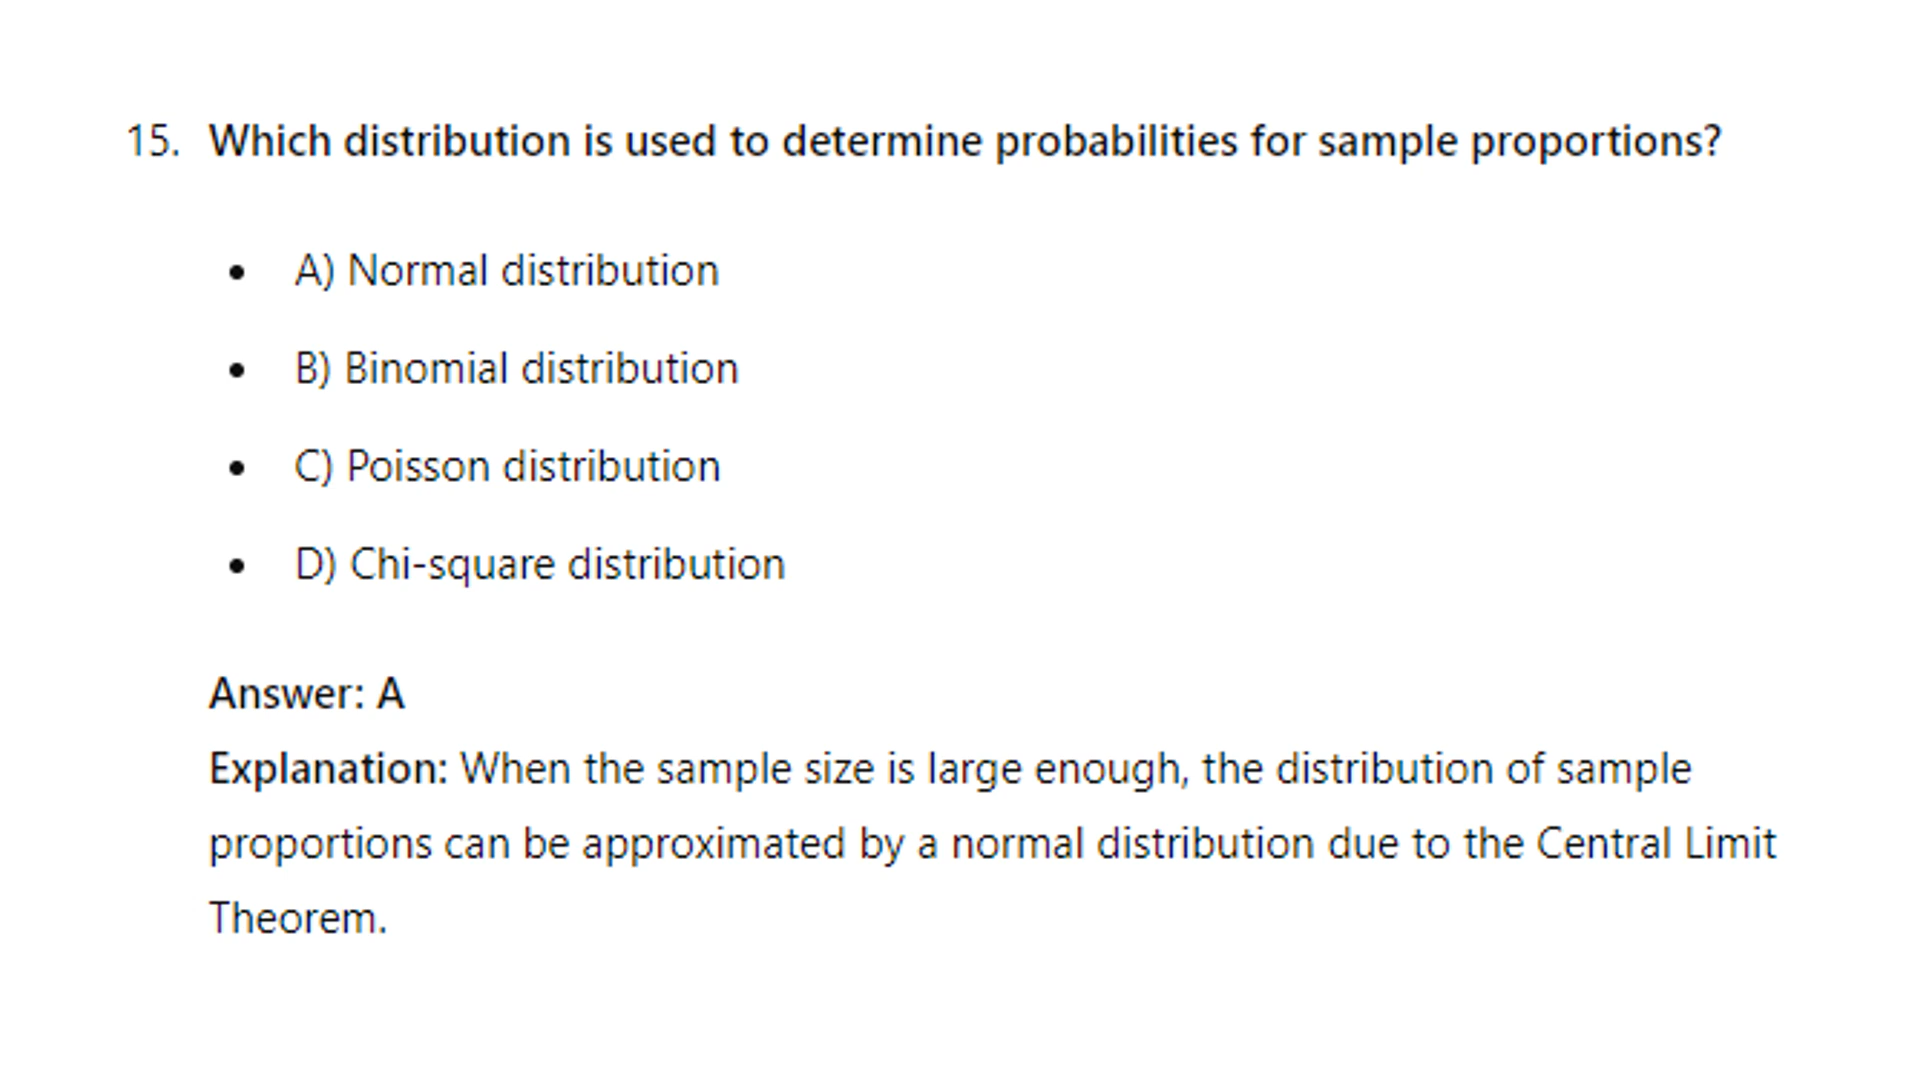 15. Which distribution is used to determine probabilities for sample proportions?
• A) Normal distribution
• B) Binomial distribution
• C) Poisson distribution
• D) Chi-square distribution
Answer: A
Explanation: When the sample size is large enough, the distribution of sample
proportions can be approximated by a normal distribution due to the Central Limit
Theorem.